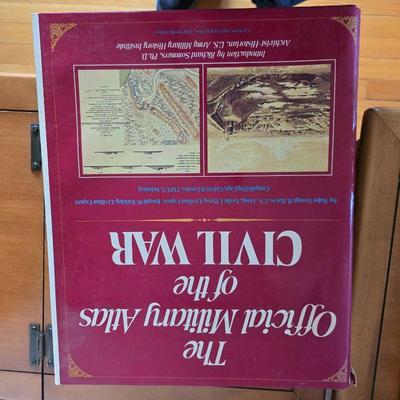 The
Official Military Atlas
of the
CIVIL WAR
by Major George B. Davis, U.S. Army, Leslie J. Perry, Civilian Expert, Joseph W. Kirkley, Civilian Expert
Compiled by Capt. Calvin D. Cowles, 23d U.S. Infantry
Introduction by Richard Sommers, Ph.D.
Archivist-Historian, U.S. Army Military History Institute